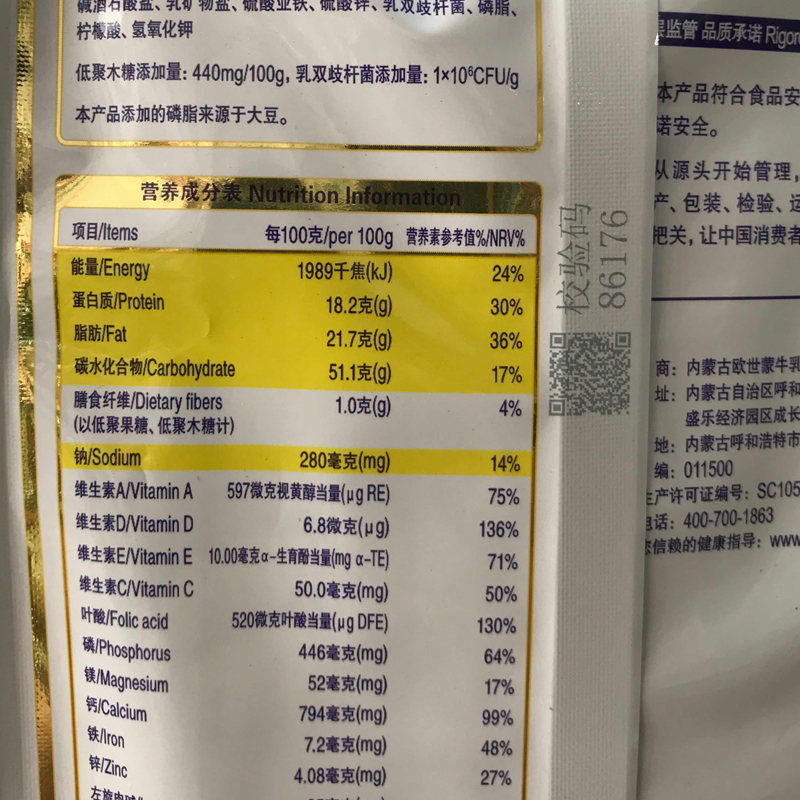 碱酒石酸盐、乳矿物盐、硫酸亚铁、硫酸锌、乳双歧杆菌、磷脂、
柠檬酸、氢氧化钾
低聚木糖添加量：440mg/100g，乳双歧杆菌添加量：1×10⁶CFU/g
本产品添加的磷脂来源于大豆。
营养成分表 Nutrition Information
项目/Items 每100克/per 100g 营养素参考值%/NRV%
能量/Energy 1989千焦(kJ) 24%
蛋白质/Protein 18.2克(g) 30%
脂肪/Fat 21.7克(g) 36%
碳水化合物/Carbohydrate 51.1克(g) 17%
膳食纤维/Dietary fibers 1.0克(g) 4%
(以低聚果糖、低聚木糖计)
钠/Sodium 280毫克(mg) 14%
维生素A/Vitamin A 597微克视黄醇当量(μg RE) 75%
维生素D/Vitamin D 6.8微克(μg) 136%
维生素E/Vitamin E 10.00毫克α-生育酚当量(mg α-TE) 71%
维生素C/Vitamin C 50.0毫克(mg) 50%
叶酸/Folic acid 520微克叶酸当量(μg DFE) 130%
磷/Phosphorus 446毫克(mg) 64%
镁/Magnesium 52毫克(mg) 17%
钙/Calcium 794毫克(mg) 99%
铁/Iron 7.2毫克(mg) 48%
锌/Zinc 4.08毫克(mg) 27%
校验码
86176
监管 品质承诺 Rigor
本产品符合食品安
诺安全。
从源头开始管理，
产、包装、检验、运
把关，让中国消费者
商：内蒙古欧世蒙牛乳
址：内蒙古自治区呼和
盛乐经济园区成长
地：内蒙古呼和浩特市
编：011500
生产许可证编号：SC105
电话：400-700-1863
信赖的健康指导：www